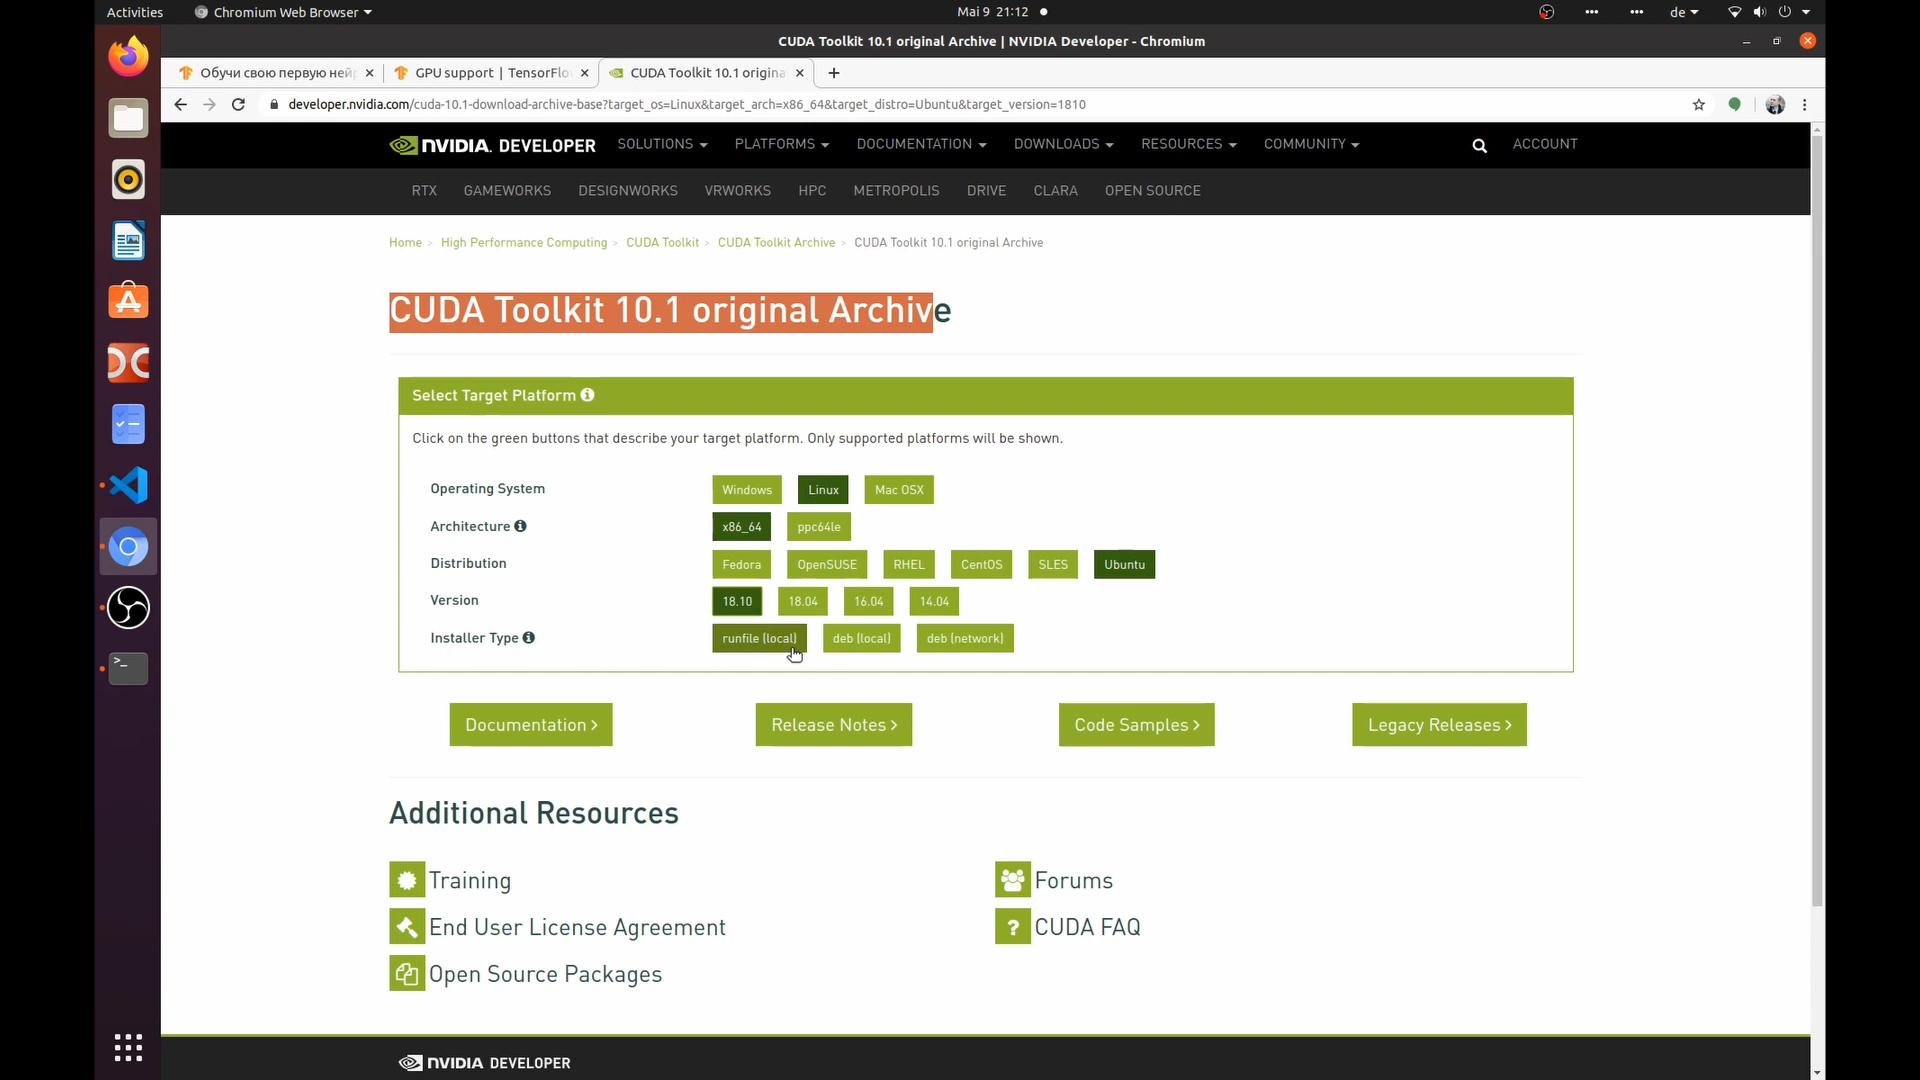 Activities
Chromium Web Browser
Mai 9 21:12
de
CUDA Toolkit 10.1 original Archive | NVIDIA Developer - Chromium
Обучи свою первую ней
GPU support | TensorFlo
CUDA Toolkit 10.1 origina
developer.nvidia.com/cuda-10.1-download-archive-base?target_os=Linux&target_arch=x86_64&target_distro=Ubuntu&target_version=1810
NVIDIA. DEVELOPER
SOLUTIONS
PLATFORMS
DOCUMENTATION
DOWNLOADS
RESOURCES
COMMUNITY
ACCOUNT
RTX
GAMEWORKS
DESIGNWORKS
VRWORKS
HPC
METROPOLIS
DRIVE
CLARA
OPEN SOURCE
Home > High Performance Computing > CUDA Toolkit > CUDA Toolkit Archive > CUDA Toolkit 10.1 original Archive
CUDA Toolkit 10.1 original Archive
Select Target Platform
Click on the green buttons that describe your target platform. Only supported platforms will be shown.
Operating System
Windows
Linux
Mac OSX
Architecture
x86_64
ppc64le
Distribution
Fedora
OpenSUSE
RHEL
CentOS
SLES
Ubuntu
Version
18.10
18.04
16.04
14.04
Installer Type
runfile (local)
deb (local)
deb (network)
Documentation >
Release Notes >
Code Samples >
Legacy Releases >
Additional Resources
Training
Forums
End User License Agreement
? CUDA FAQ
Open Source Packages
NVIDIA DEVELOPER